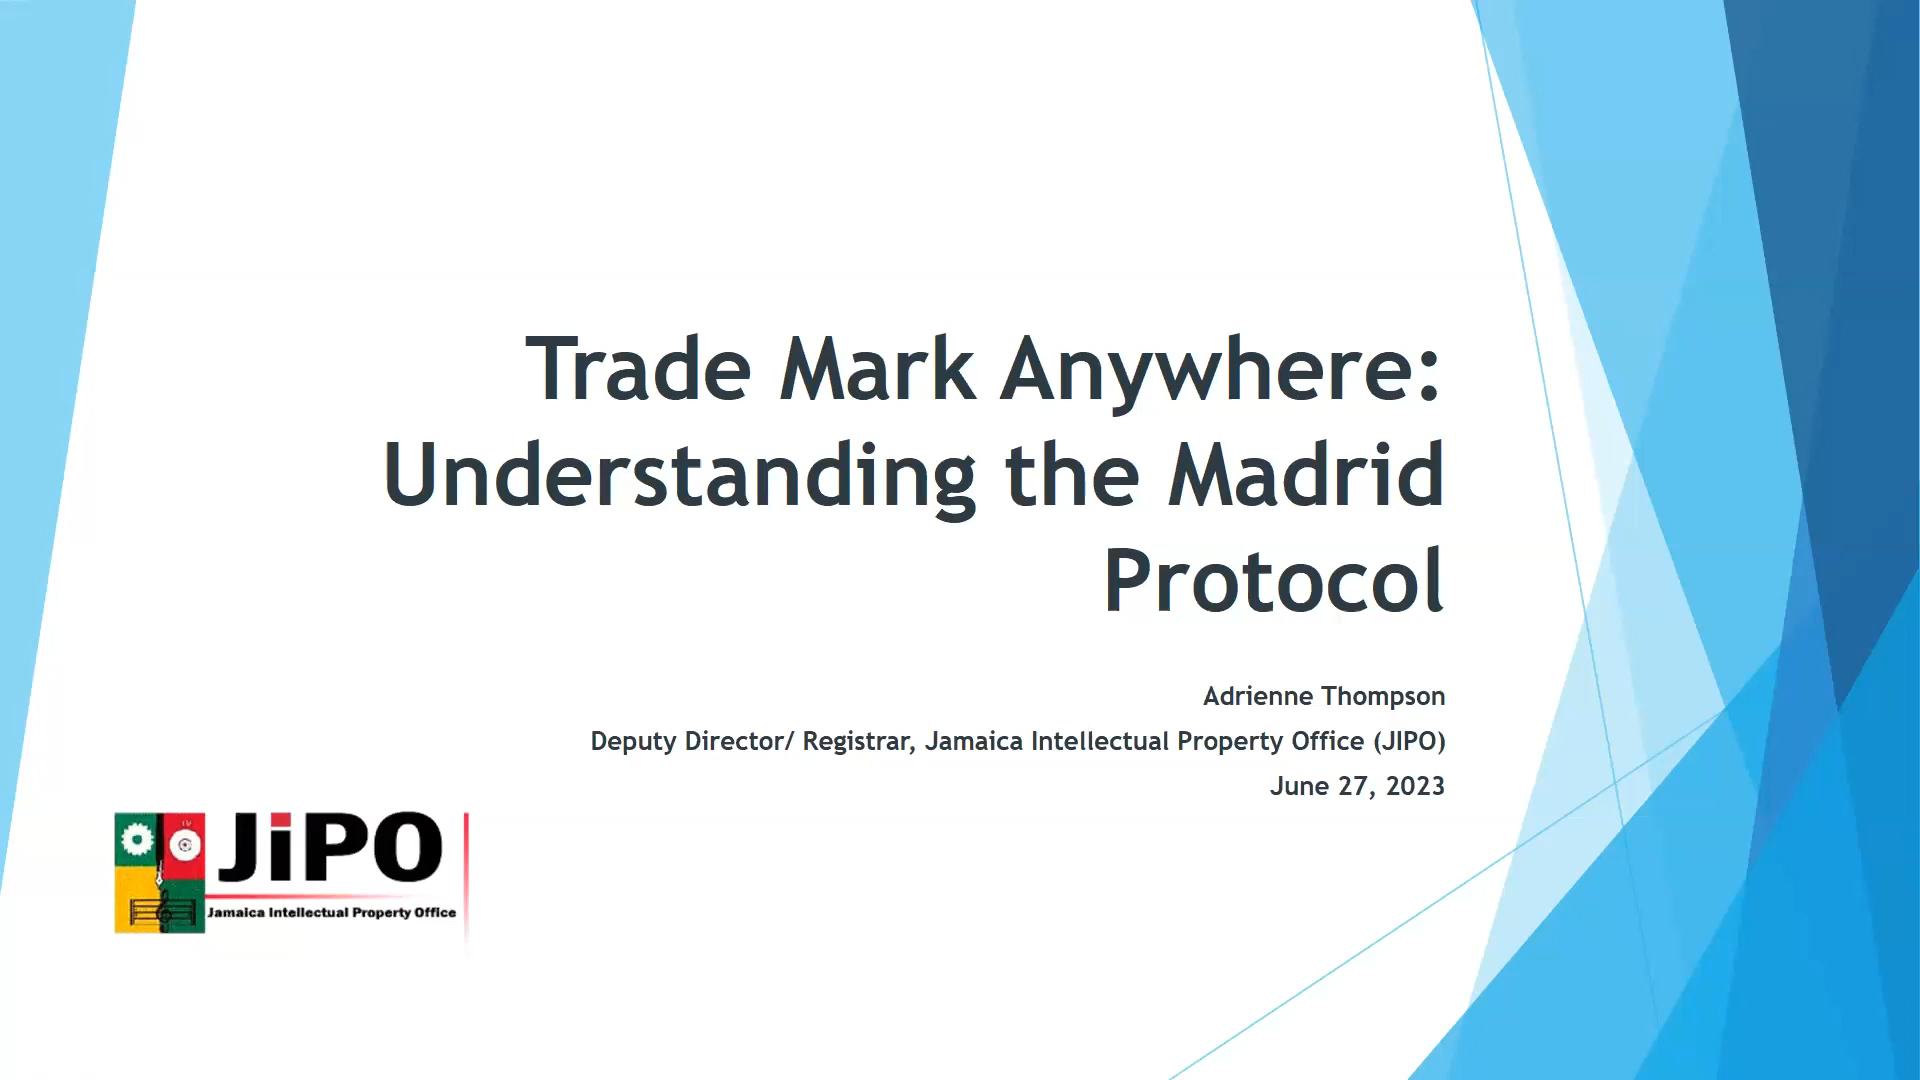 Trade Mark Anywhere:
Understanding the Madrid
Protocol
Adrienne Thompson
Deputy Director/ Registrar, Jamaica Intellectual Property Office (JIPO)
June 27, 2023
JiPO
Jamaica Intellectual Property Office